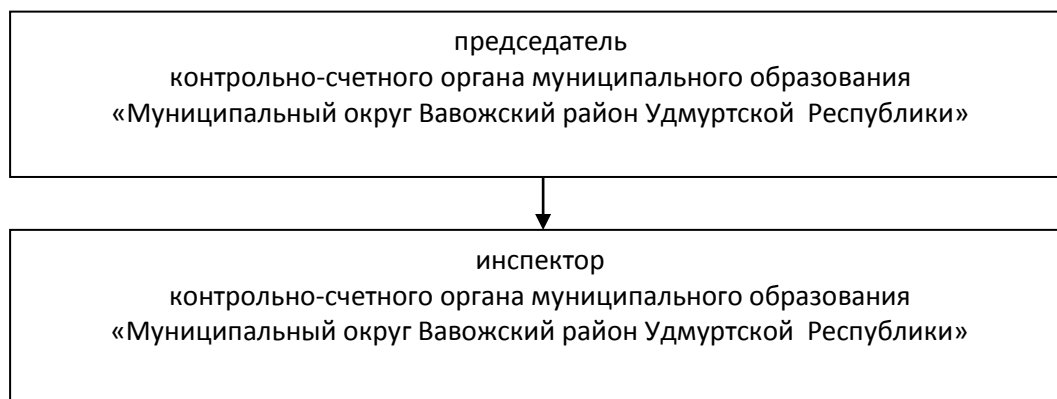 председатель
контрольно-счетного органа муниципального образования
«Муниципальный округ Вавожский район Удмуртской  Республики»
инспектор
контрольно-счетного органа муниципального образования
«Муниципальный округ Вавожский район Удмуртской  Республики»